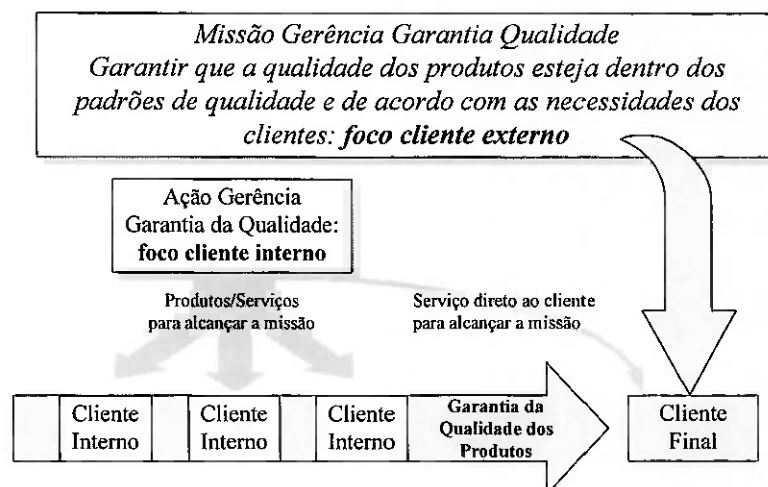 Missão Gerência Garantia Qualidade
Garantir que a qualidade dos produtos esteja dentro dos
padrões de qualidade e de acordo com as necessidades dos
clientes: foco cliente externo
Ação Gerência
Garantia da Qualidade:
foco cliente interno
Produtos/Serviços
para alcançar a missão
Serviço direto ao cliente
para alcançar a missão
Cliente
Interno
Cliente
Interno
Cliente
Interno
Garantia da
Qualidade dos
Produtos
Cliente
Final